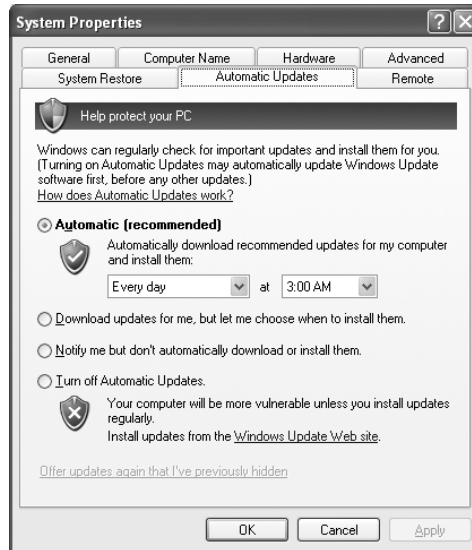 System Properties
General Computer Name Hardware Advanced
System Restore Automatic Updates Remote
Help protect your PC
Windows can regularly check for important updates and install them for you.
(Turning on Automatic Updates may automatically update Windows Update
software first, before any other updates.)
How does Automatic Updates work?
Automatic (recommended)
Automatically download recommended updates for my computer
and install them:
Every day at 3:00 AM
Download updates for me, but let me choose when to install them.
Notify me but don't automatically download or install them.
Turn off Automatic Updates.
Your computer will be more vulnerable unless you install updates
regularly.
Install updates from the Windows Update Web site.
Offer updates again that I've previously hidden
OK Cancel Apply